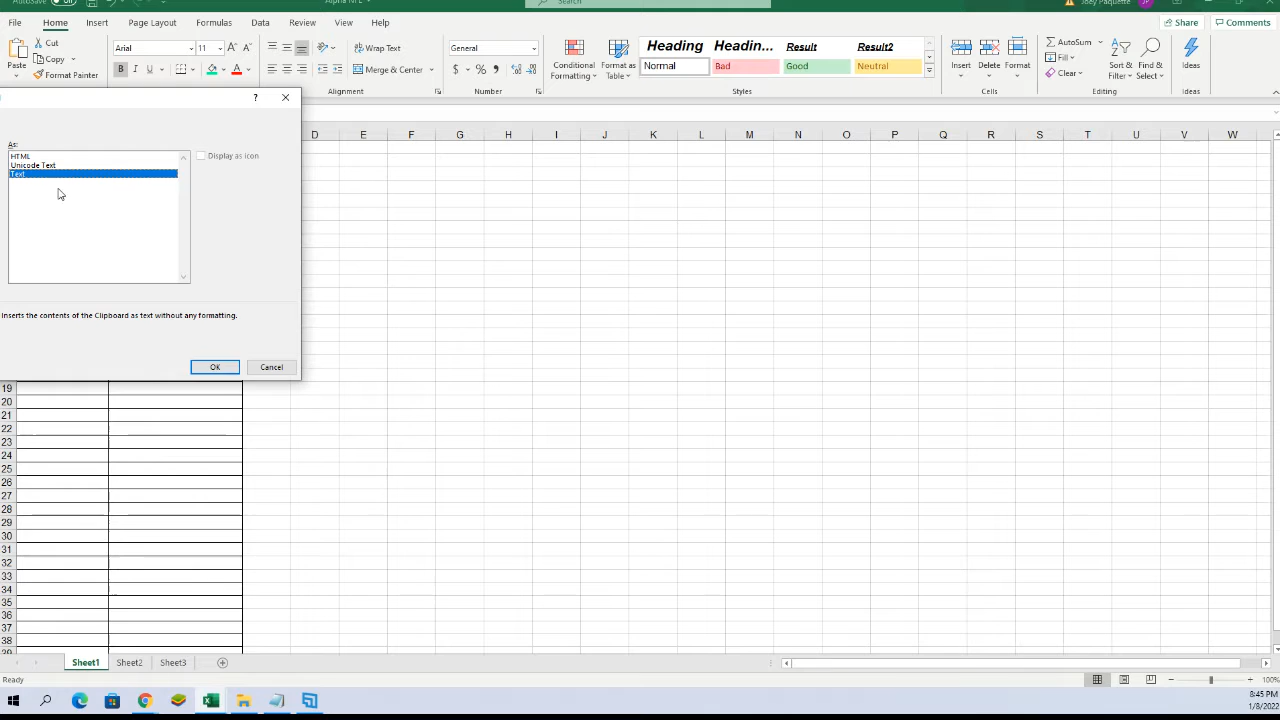 AutoSave Off Alpha NFL Search Joey Paquette JP
File Home Insert Page Layout Formulas Data Review View Help Share Comments
Paste Cut Copy Format Painter
Arial 11 A A B I U A
Wrap Text Merge & Center Alignment
General $ % Number
Conditional Formatting Format as Table
Heading Headin... Result Result2
Normal Bad Good Neutral
Styles
Insert Delete Format Cells
AutoSum Fill Clear Sort & Filter Find & Select Editing
Ideas Ideas
? ×
D E F G H I J K L M N O P Q R S T U V W
As:
HTML
Unicode Text
Text
Display as icon
Inserts the contents of the Clipboard as text without any formatting.
OK Cancel
19
20
21
22
23
24
25
26
27
28
29
30
31
32
33
34
35
36
37
38
39
Sheet1 Sheet2 Sheet3
Ready 100%
8:45 PM
1/8/2022